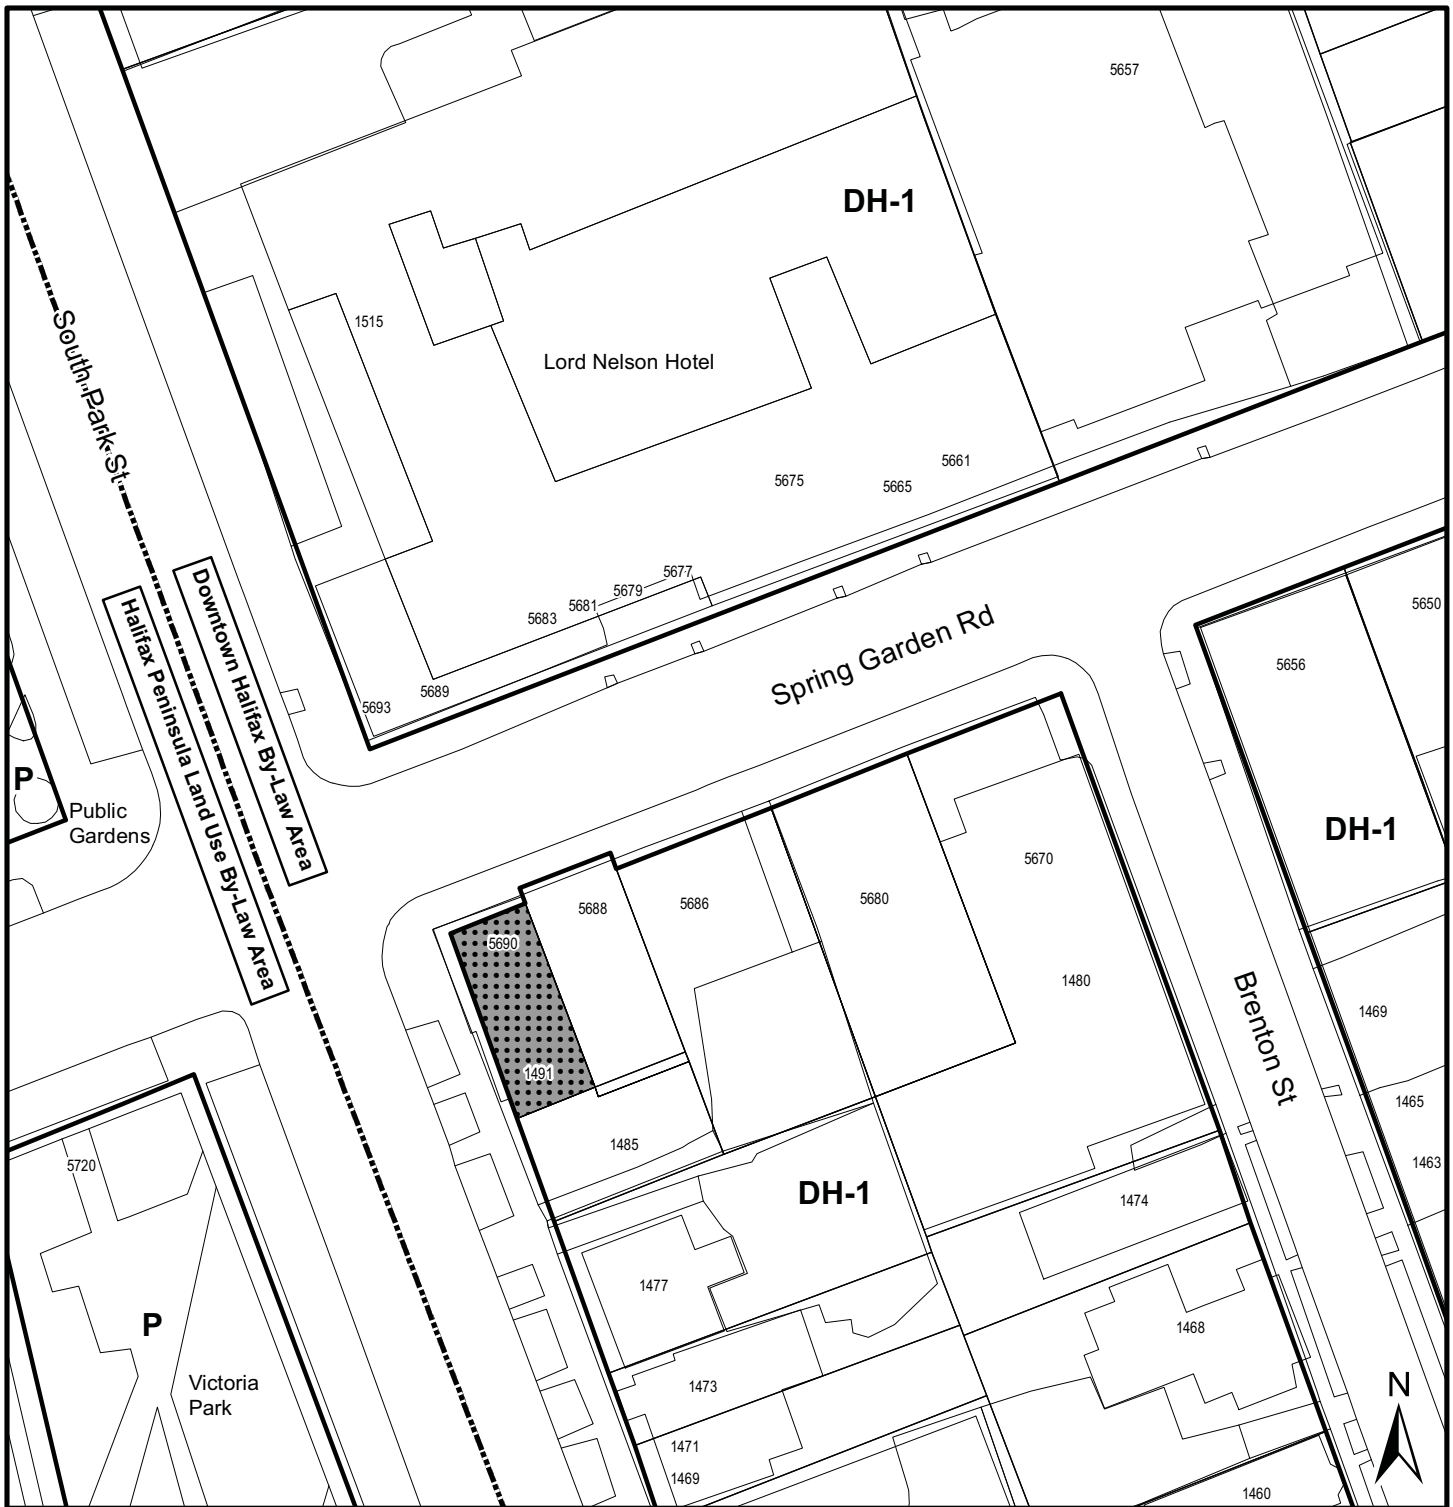 5657
DH-1
1515
Lord Nelson Hotel
South Park St
5661
5675
5665
5677
5679
5681
5683
5689
5693
Spring Garden Rd
Downtown Halifax By-Law Area
Halifax Peninsula Land Use By-Law Area
P
Public
Gardens
5650
5656
DH-1
5670
5680
5686
5688
5690
1480
Brenton St
1469
1491
1465
1485
1463
5720
DH-1
1474
1477
P
1468
Victoria
Park
1473
N
1471
1469
1460